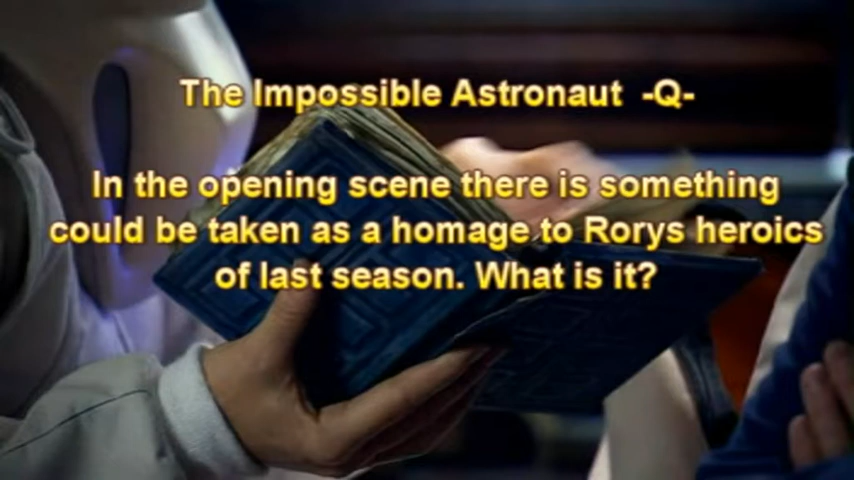 The Impossible Astronaut -Q-
In the opening scene there is something
could be taken as a homage to Rorys heroics
of last season. What is it?